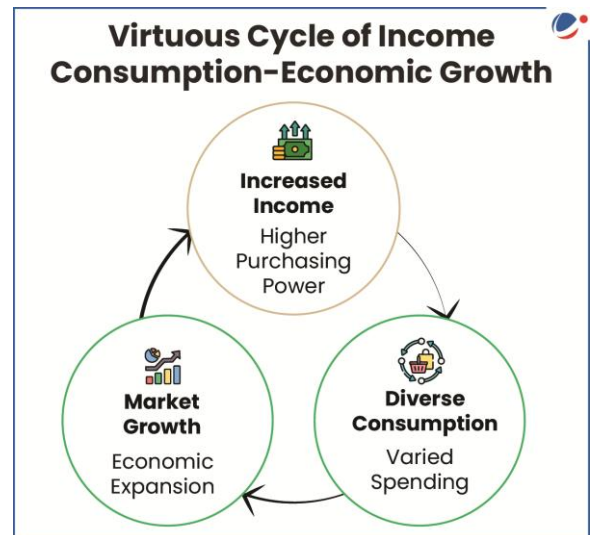 Virtuous Cycle of Income
Consumption-Economic Growth
Increased
Income
Higher
Purchasing
Power
Market
Growth
Economic
Expansion
Diverse
Consumption
Varied
Spending